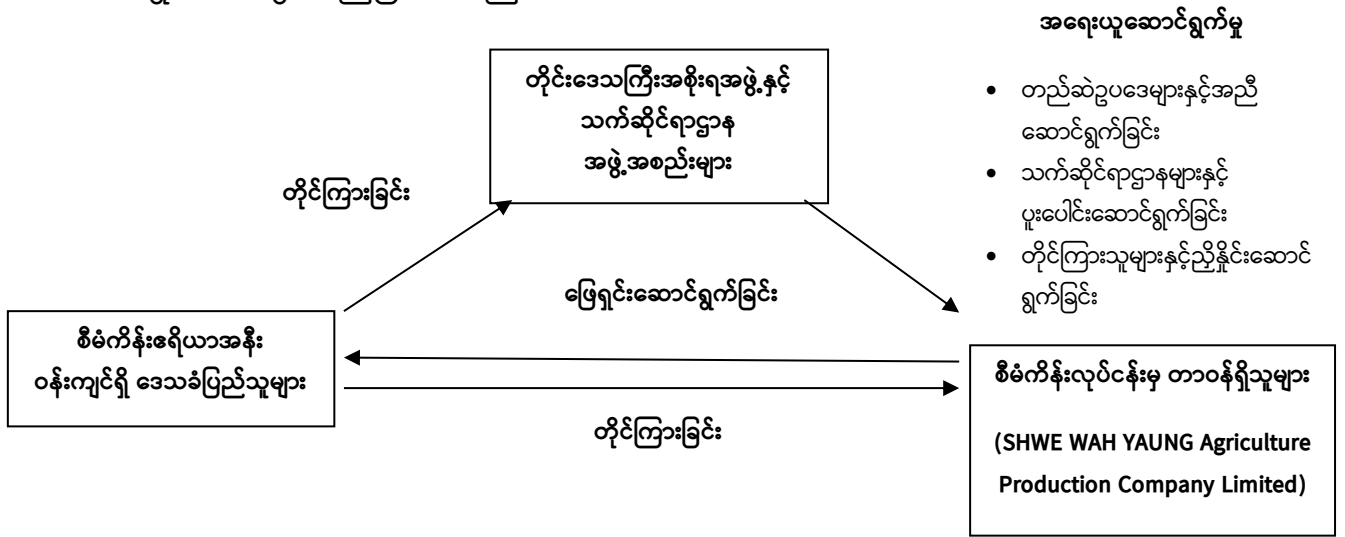 အရေးယူဆောင်ရွက်မှု
တိုင်းဒေသကြီးအစိုးရအဖွဲ့နှင့်
သက်ဆိုင်ရာဌာန
အဖွဲ့အစည်းများ
• တည်ဆဲဥပဒေများနှင့်အညီ
ဆောင်ရွက်ခြင်း
• သက်ဆိုင်ရာဌာနများနှင့်
ပူးပေါင်းဆောင်ရွက်ခြင်း
• တိုင်ကြားသူများနှင့်ညှိနှိုင်းဆောင်
ရွက်ခြင်း
တိုင်ကြားခြင်း
ဖြေရှင်းဆောင်ရွက်ခြင်း
စီမံကိန်းဧရိယာအနီး
ဝန်းကျင်ရှိ ဒေသခံပြည်သူများ
တိုင်ကြားခြင်း
စီမံကိန်းလုပ်ငန်းမှ တာဝန်ရှိသူများ
(SHWE WAH YAUNG Agriculture
Production Company Limited)